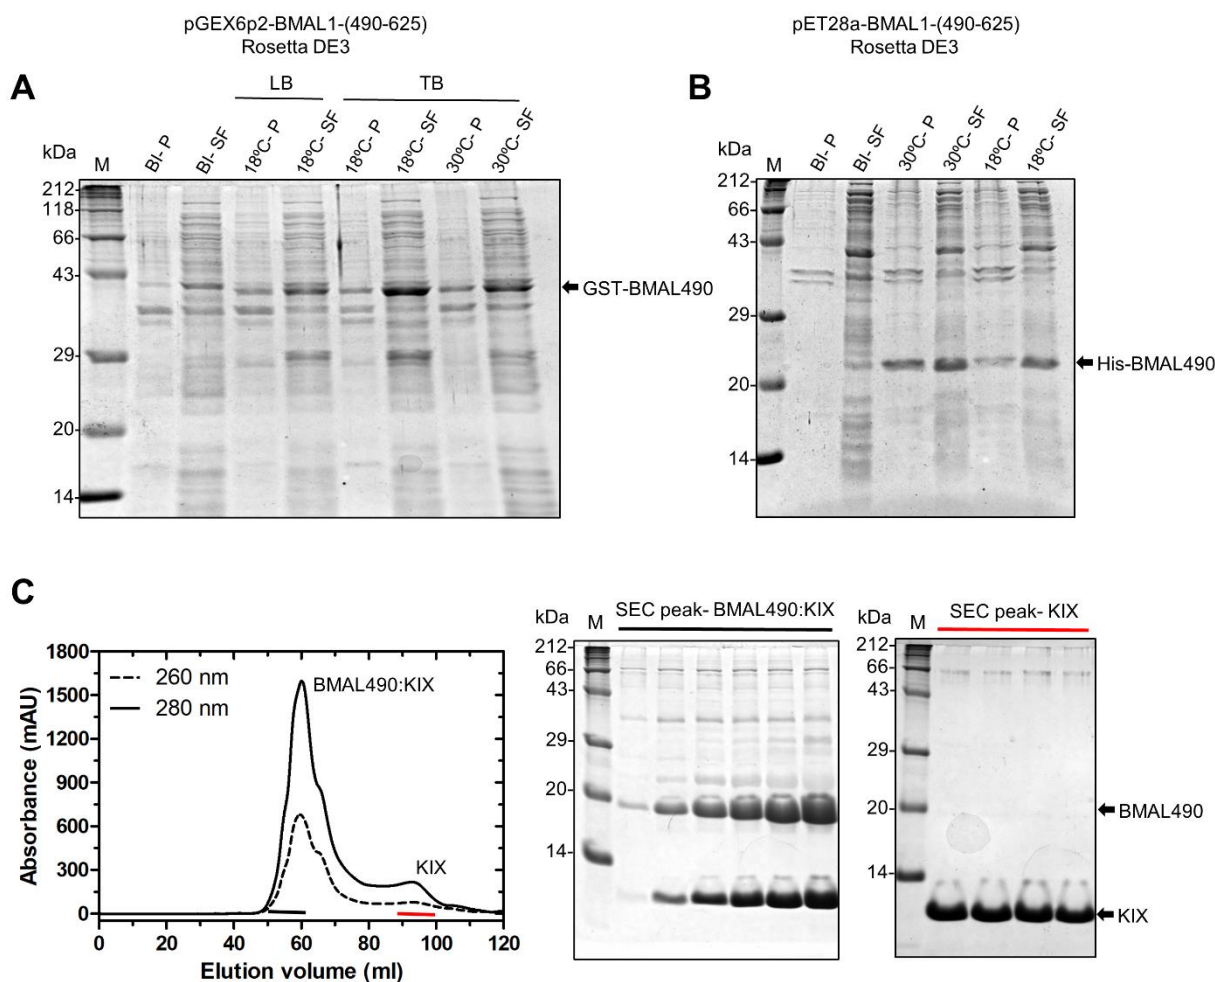 pGEX6p2-BMAL1-(490-625)
Rosetta DE3
pET28a-BMAL1-(490-625)
Rosetta DE3
A
LB
TB
kDa
M
BI- P
BI- SF
18ºC- P
18ºC- SF
18ºC- P
18ºC- SF
30ºC- P
30ºC- SF
212
118
66
43
29
20
14
GST-BMAL490
B
kDa
M
BI- P
BI- SF
30ºC- P
30ºC- SF
18ºC- P
18ºC- SF
212
66
43
29
20
14
His-BMAL490
C
Absorbance (mAU)
1800
1500
1200
900
600
300
0
260 nm
280 nm
BMAL490:KIX
KIX
0 20 40 60 80 100 120
Elution volume (ml)
kDa
M
SEC peak- BMAL490:KIX
212
66
43
29
20
14
kDa
M
SEC peak- KIX
212
66
43
29
20
14
BMAL490
KIX